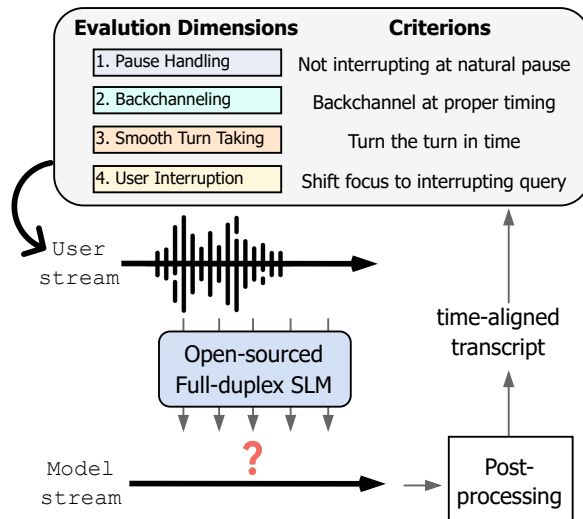 Evalution Dimensions
Criterions
1. Pause Handling
Not interrupting at natural pause
2. Backchanneling
Backchannel at proper timing
3. Smooth Turn Taking
Turn the turn in time
4. User Interruption
Shift focus to interrupting query
User
stream
Open-sourced
Full-duplex SLM
time-aligned
transcript
?
Model
stream
Post-
processing